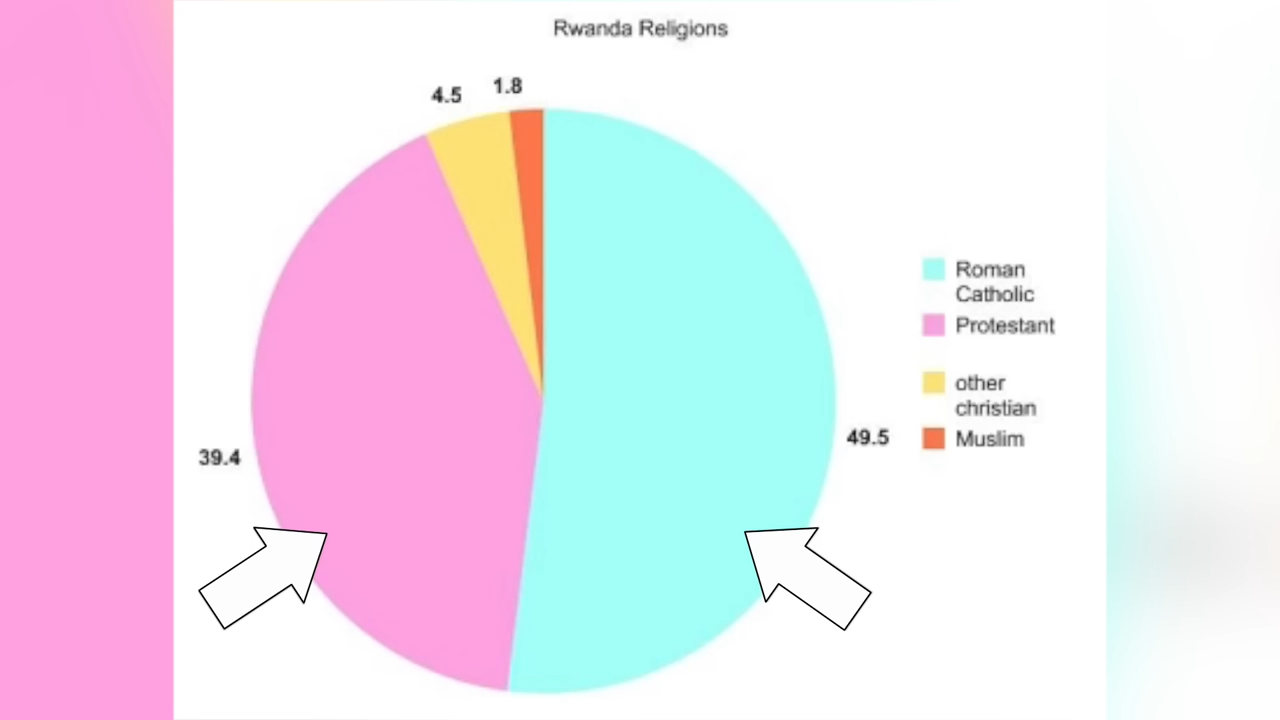 Rwanda Religions
4.5
1.8
39.4
49.5
Roman
Catholic
Protestant
other
christian
Muslim